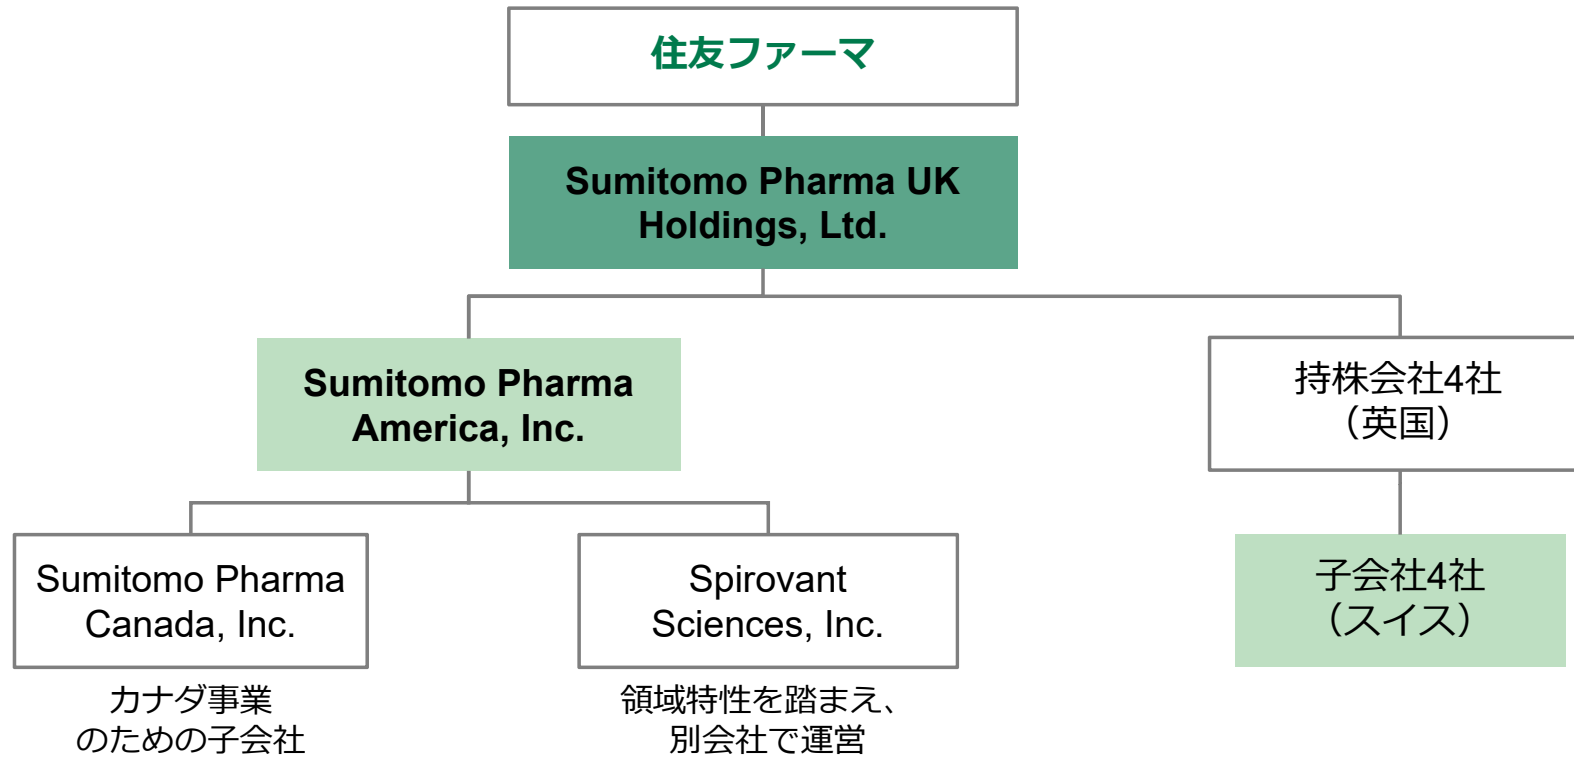 住友ファーマ
Sumitomo Pharma UK
Holdings, Ltd.
Sumitomo Pharma
America, Inc.
持株会社4社
（英国）
Sumitomo Pharma
Canada, Inc.
Spirovant
Sciences, Inc.
子会社4社
（スイス）
カナダ事業
のための子会社
領域特性を踏まえ、
別会社で運営